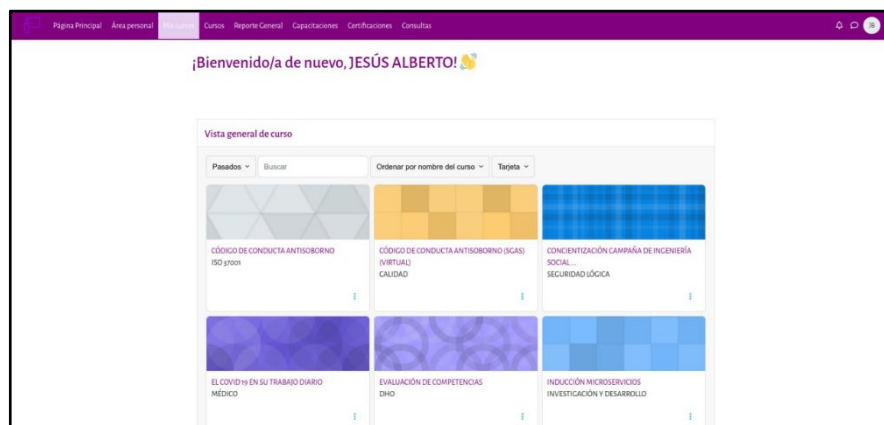 Página Principal Área personal Mis cursos Cursos Reporte General Capacitaciones Certificaciones Consultas
JB
¡Bienvenido/a de nuevo, JESÚS ALBERTO!
Vista general de curso
Pasados Buscar Ordenar por nombre del curso Tarjeta
CÓDIGO DE CONDUCTA ANTISOBORNO
ISO 37001
CÓDIGO DE CONDUCTA ANTISOBORNO (SGAS)
(VIRTUAL)
CALIDAD
CONCIENTIZACIÓN CAMPAÑA DE INGENIERÍA
SOCIAL...
SEGURIDAD LÓGICA
EL COVID 19 EN SU TRABAJO DIARIO
MÉDICO
EVALUACIÓN DE COMPETENCIAS
DHO
INDUCCIÓN MICROSERVICIOS
INVESTIGACIÓN Y DESARROLLO